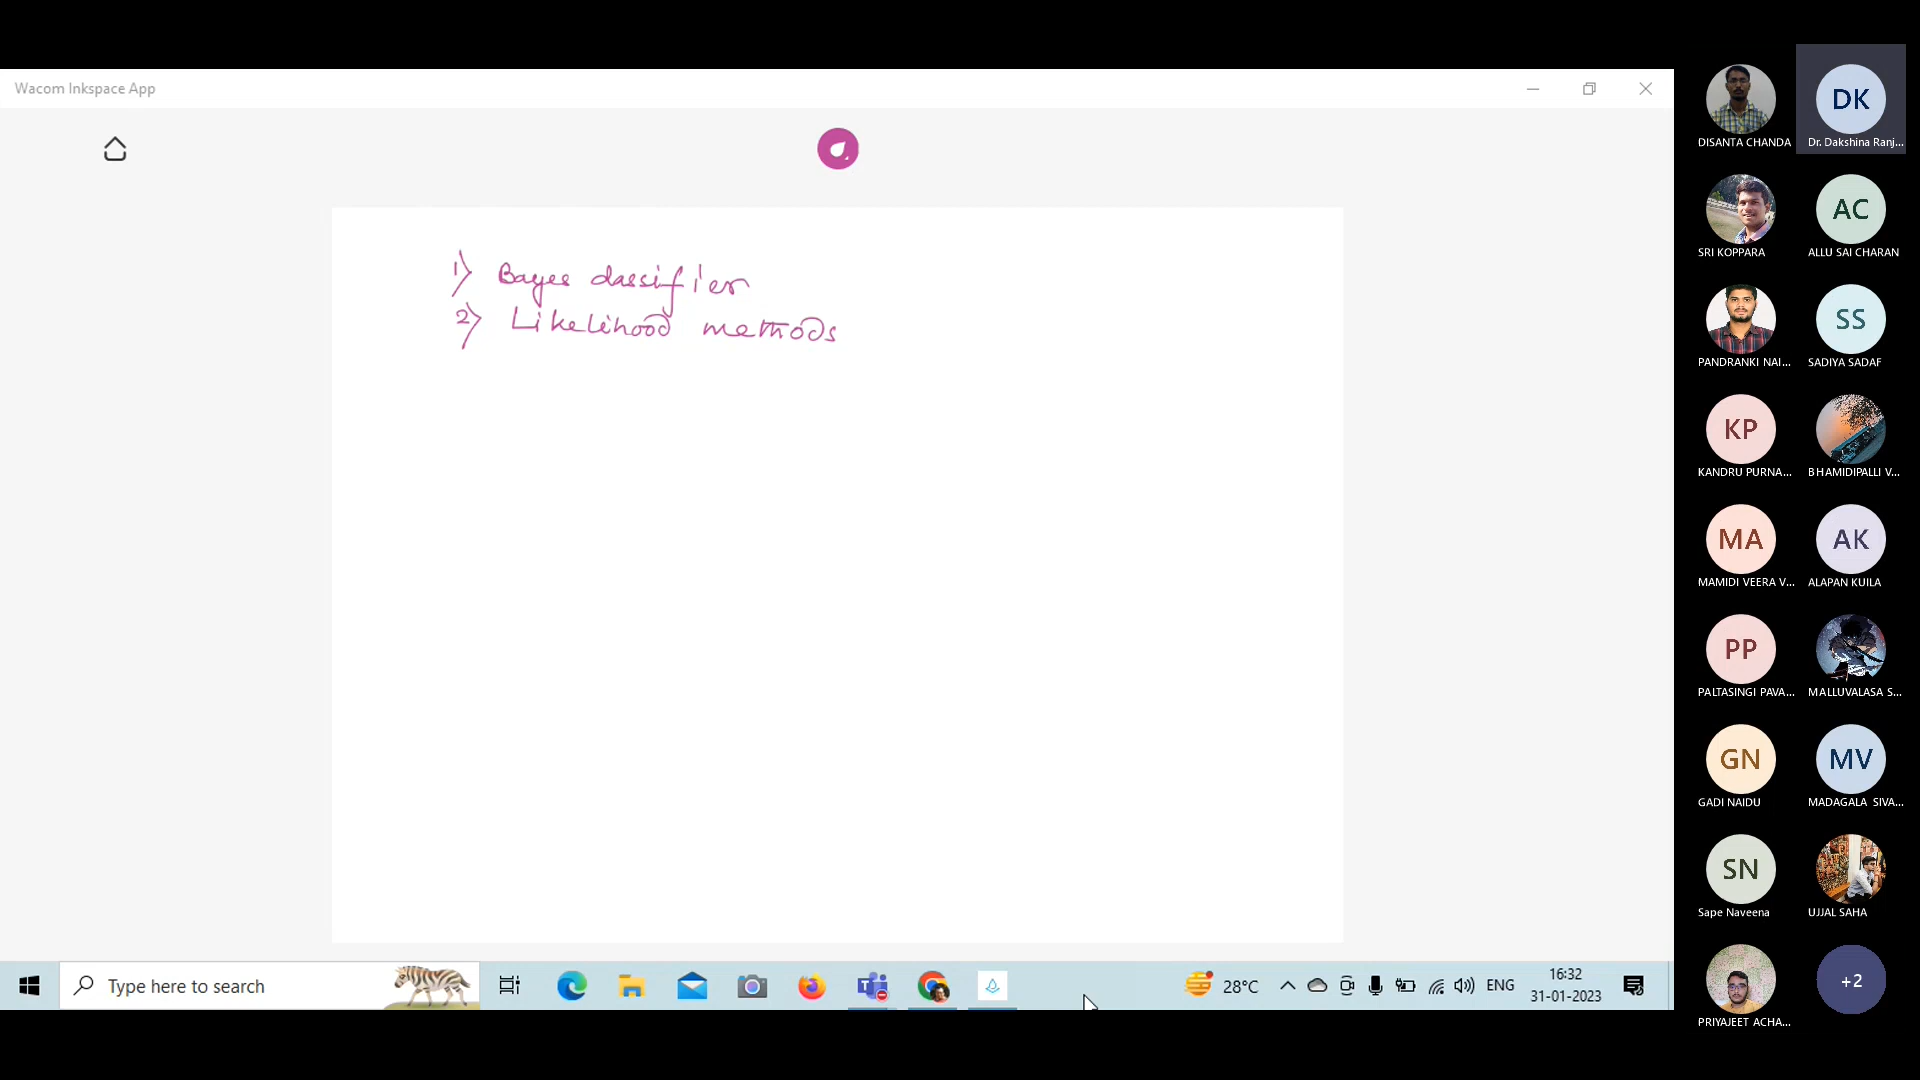 Wacom Inkspace App
1) Bayes classifier
2) Likelihood methods
DISANTA CHANDA
DK
Dr. Dakshina Ranj...
SRI KOPPARA
AC
ALLU SAI CHARAN
PANDRANKI NAI...
SS
SADIYA SADAF
KP
KANDRU PURNA...
BHAMIDIPALLI V...
MA
MAMIDI VEERA V...
AK
ALAPAN KUILA
PP
PALTASINGI PAVA...
MALLUVALASA S...
GN
GADI NAIDU
MV
MADAGALA SIVA...
SN
Sape Naveena
UJJAL SAHA
PRIYAJEET ACHA...
+2
Type here to search
28°C
ENG
16:32
31-01-2023